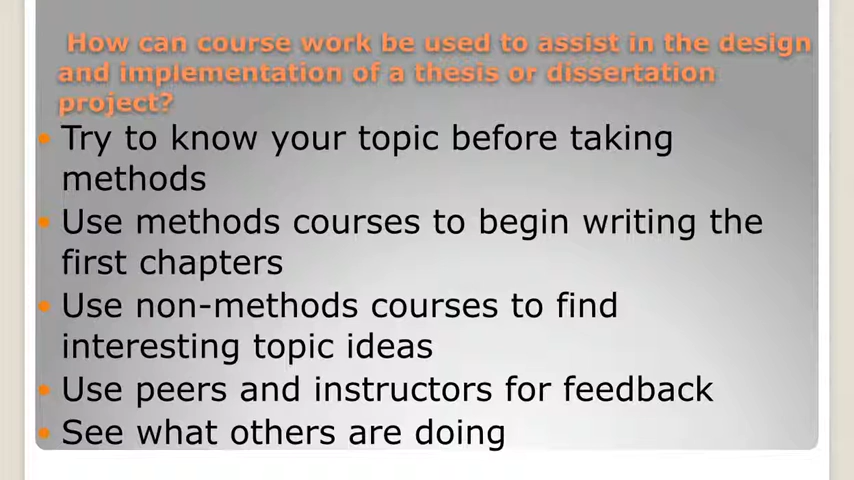 How can course work be used to assist in the design
and implementation of a thesis or dissertation
project?
• Try to know your topic before taking
methods
• Use methods courses to begin writing the
first chapters
• Use non-methods courses to find
interesting topic ideas
• Use peers and instructors for feedback
• See what others are doing